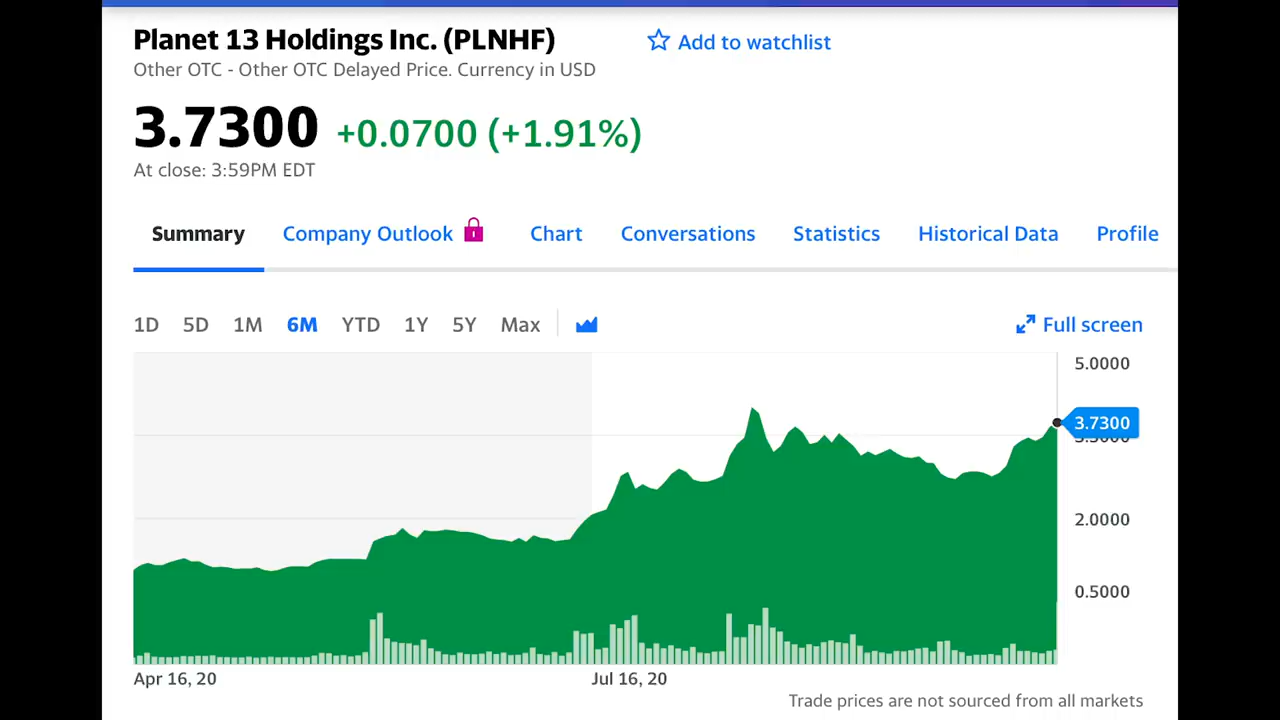 Planet 13 Holdings Inc. (PLNHF)
Add to watchlist
Other OTC - Other OTC Delayed Price. Currency in USD
3.7300 +0.0700 (+1.91%)
At close: 3:59PM EDT
Summary Company Outlook Chart Conversations Statistics Historical Data Profile
1D 5D 1M 6M YTD 1Y 5Y Max Full screen
5.0000
3.7300
3.5000
2.0000
0.5000
Apr 16, 20 Jul 16, 20
Trade prices are not sourced from all markets